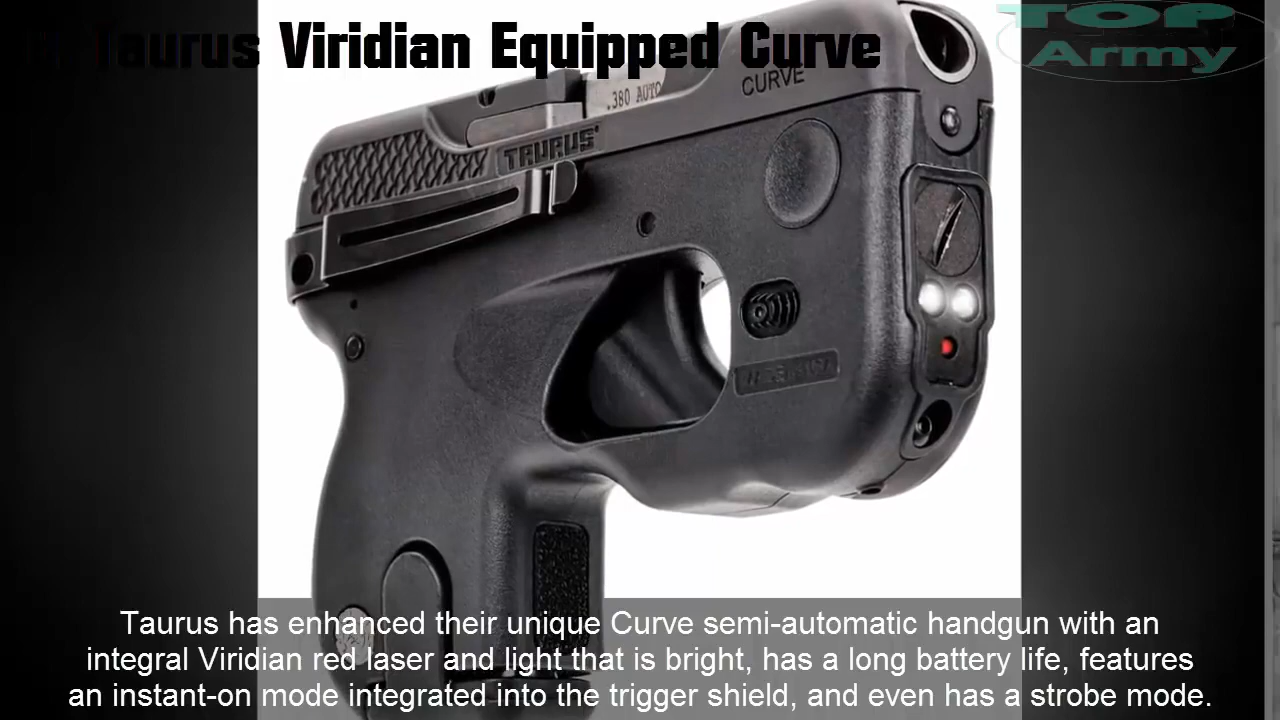 Taurus Viridian Equipped Curve
TOP
Army
CURVE
.380 AUTO
TAURUS
Taurus has enhanced their unique Curve semi-automatic handgun with an
integral Viridian red laser and light that is bright, has a long battery life, features
an instant-on mode integrated into the trigger shield, and even has a strobe mode.